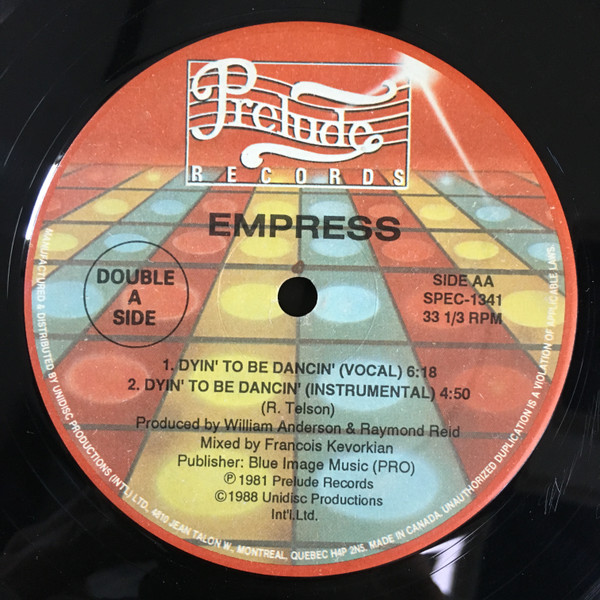 Prelude
RECORDS
EMPRESS
DOUBLE
A
SIDE
SIDE AA
SPEC-1341
33 1/3 RPM
1. DYIN' TO BE DANCIN' (VOCAL) 6:18
2. DYIN' TO BE DANCIN' (INSTRUMENTAL) 4:50
(R. Telson)
Produced by William Anderson & Raymond Reid
Mixed by Francois Kevorkian
Publisher: Blue Image Music (PRO)
Ⓟ 1981 Prelude Records
©1988 Unidisc Productions
Int'l.Ltd.
MANUFACTURED & DISTRIBUTED BY UNIDISC PRODUCTIONS (INT'L) LTD., 4810 JEAN TALON W., MONTREAL, QUEBEC H4P 2N5. MADE IN CANADA. UNAUTHORIZED DUPLICATION IS A VIOLATION OF APPLICABLE LAWS.